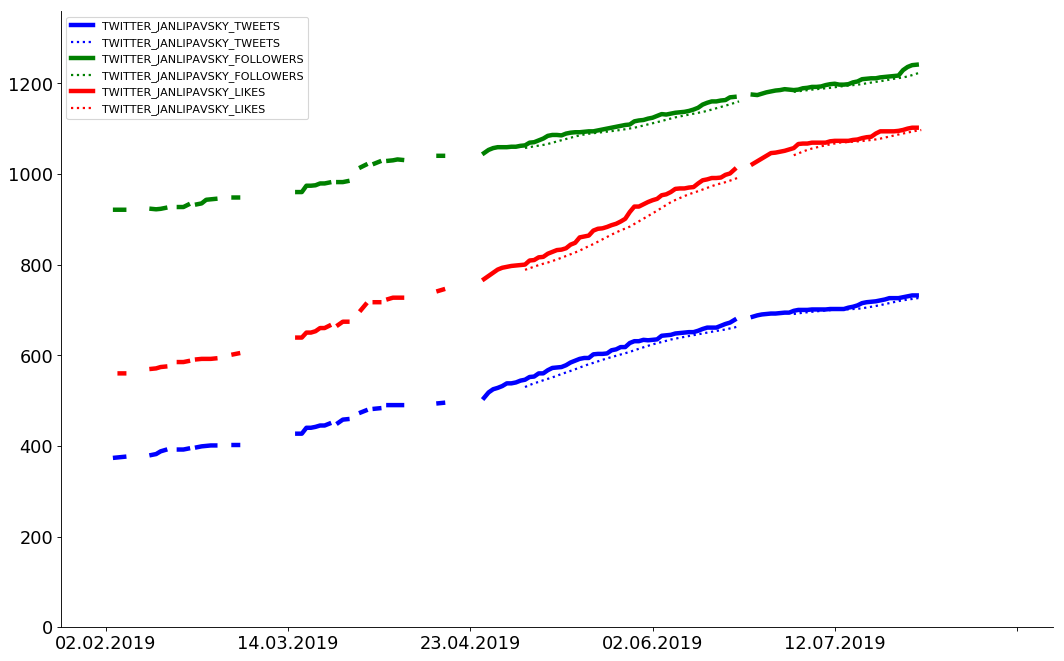 TWITTER_JANLIPAVSKY_TWEETS
TWITTER_JANLIPAVSKY_TWEETS
TWITTER_JANLIPAVSKY_FOLLOWERS
TWITTER_JANLIPAVSKY_FOLLOWERS
TWITTER_JANLIPAVSKY_LIKES
TWITTER_JANLIPAVSKY_LIKES
1200
1000
800
600
400
200
0
02.02.2019 14.03.2019 23.04.2019 02.06.2019 12.07.2019